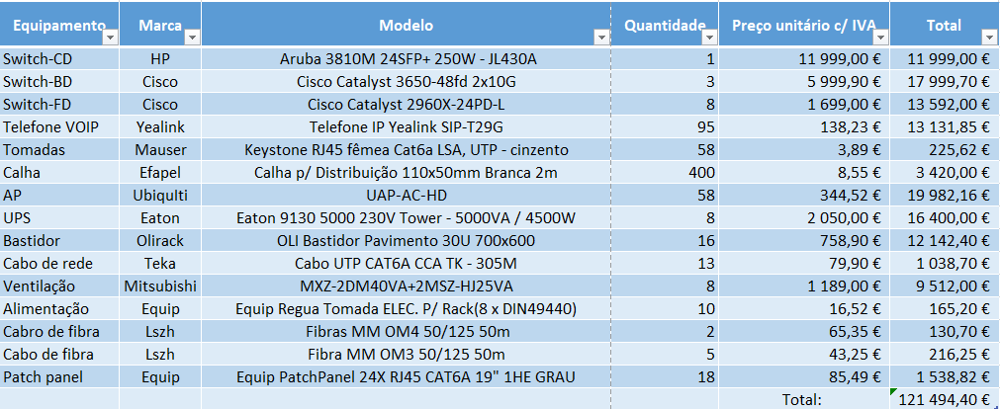 Equipamento Marca Modelo Quantidade Preço unitário c/ IVA Total
Switch-CD HP Aruba 3810M 24SFP+ 250W - JL430A 1 11 999,00 € 11 999,00 €
Switch-BD Cisco Cisco Catalyst 3650-48fd 2x10G 3 5 999,90 € 17 999,70 €
Switch-FD Cisco Cisco Catalyst 2960X-24PD-L 8 1 699,00 € 13 592,00 €
Telefone VOIP Yealink Telefone IP Yealink SIP-T29G 95 138,23 € 13 131,85 €
Tomadas Mauser Keystone RJ45 fêmea Cat6a LSA, UTP - cinzento 58 3,89 € 225,62 €
Calha Efapel Calha p/ Distribuição 110x50mm Branca 2m 400 8,55 € 3 420,00 €
AP Ubiqulti UAP-AC-HD 58 344,52 € 19 982,16 €
UPS Eaton Eaton 9130 5000 230V Tower - 5000VA / 4500W 8 2 050,00 € 16 400,00 €
Bastidor Olirack OLI Bastidor Pavimento 30U 700x600 16 758,90 € 12 142,40 €
Cabo de rede Teka Cabo UTP CAT6A CCA TK - 305M 13 79,90 € 1 038,70 €
Ventilação Mitsubishi MXZ-2DM40VA+2MSZ-HJ25VA 8 1 189,00 € 9 512,00 €
Alimentação Equip Equip Regua Tomada ELEC. P/ Rack(8 x DIN49440) 10 16,52 € 165,20 €
Cabro de fibra Lszh Fibras MM OM4 50/125 50m 2 65,35 € 130,70 €
Cabo de fibra Lszh Fibra MM OM3 50/125 50m 5 43,25 € 216,25 €
Patch panel Equip Equip PatchPanel 24X RJ45 CAT6A 19" 1HE GRAU 18 85,49 € 1 538,82 €
Total: 121 494,40 €